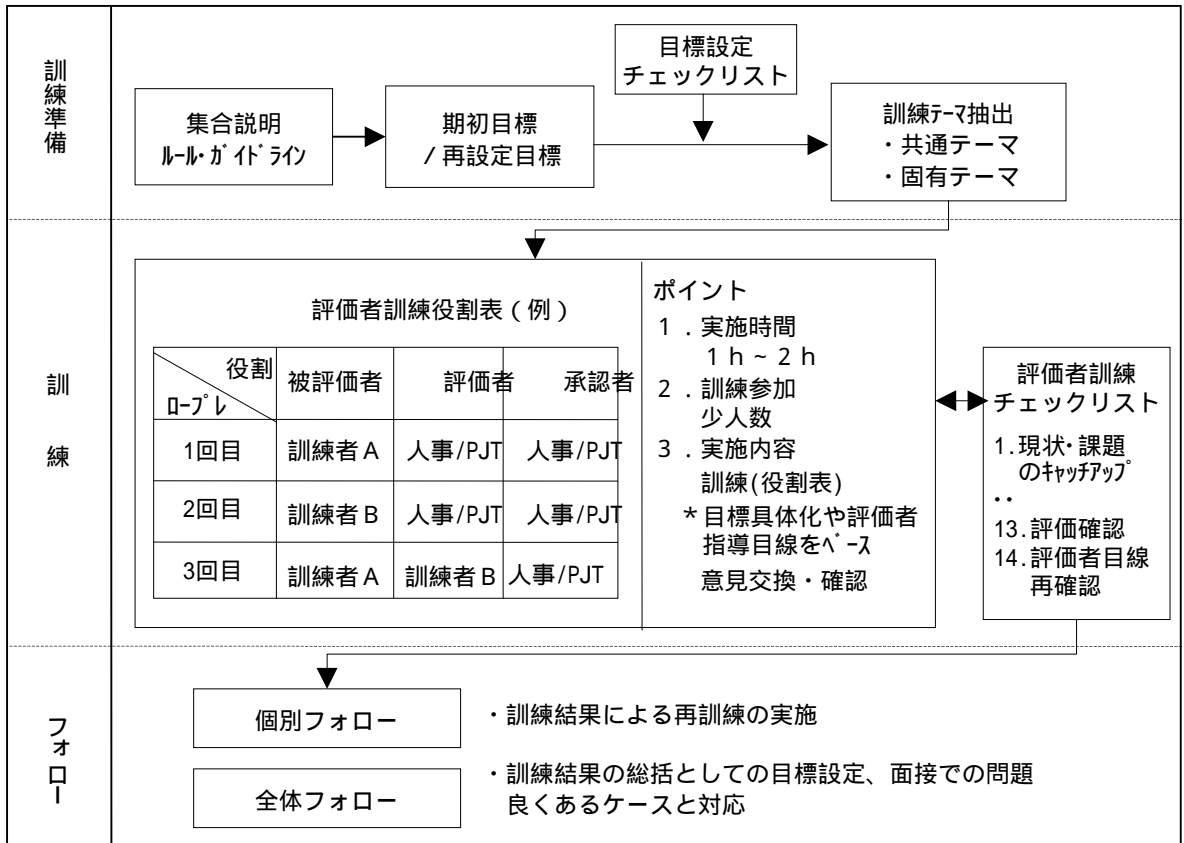 訓練準備
集合説明
ルール・ガイドライン
期初目標
/再設定目標
目標設定
チェックリスト
訓練テーマ抽出
・共通テーマ
・固有テーマ
訓練
評価者訓練役割表(例)
役割
ロープレ
被評価者 評価者 承認者
1回目 訓練者A 人事/PJT 人事/PJT
2回目 訓練者B 人事/PJT 人事/PJT
3回目 訓練者A 訓練者B 人事/PJT
ポイント
1.実施時間
1h~2h
2.訓練参加
少人数
3.実施内容
訓練(役割表)
*目標具体化や評価者
指導目線をベース
意見交換・確認
評価者訓練
チェックリスト
1.現状・課題
のキャッチアップ
・・
13.評価確認
14.評価者目線
再確認
フォロー
個別フォロー
・訓練結果による再訓練の実施
全体フォロー
・訓練結果の総括としての目標設定、面接での問題
良くあるケースと対応